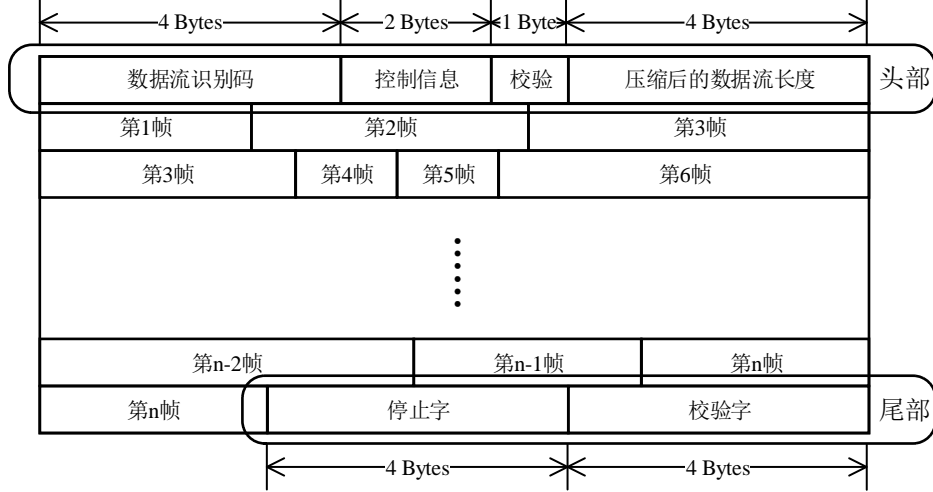 4 Bytes 2 Bytes 1 Byte 4 Bytes
数据流识别码 控制信息 校验 压缩后的数据流长度 头部
第1帧 第2帧 第3帧
第3帧 第4帧 第5帧 第6帧
第n-2帧 第n-1帧 第n帧
第n帧 停止字 校验字 尾部
4 Bytes 4 Bytes